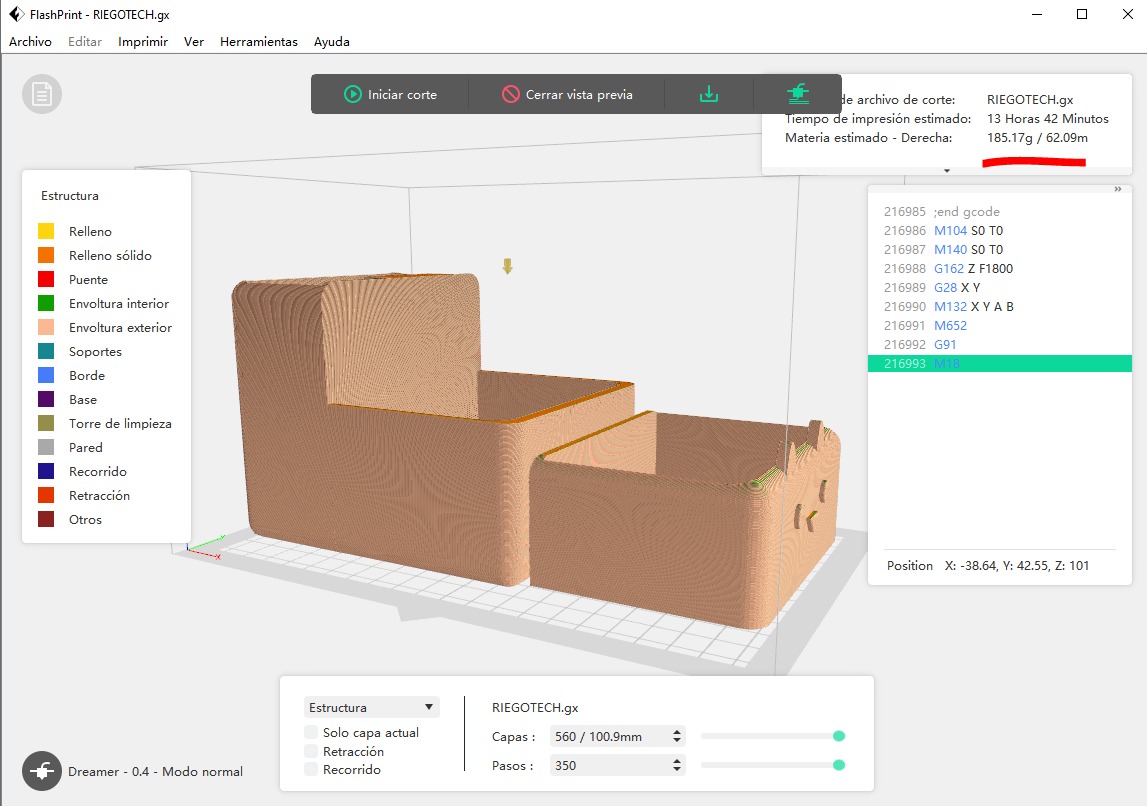 FlashPrint - RIEGOTECH.gx
Archivo Editar Imprimir Ver Herramientas Ayuda
Iniciar corte
Cerrar vista previa
de archivo de corte: RIEGOTECH.gx
Tiempo de impresión estimado: 13 Horas 42 Minutos
Materia estimado - Derecha: 185.17g / 62.09m
Estructura
Relleno
Relleno sólido
Puente
Envoltura interior
Envoltura exterior
Soportes
Borde
Base
Torre de limpieza
Pared
Recorrido
Retracción
Otros
»
216985 ;end gcode
216986 M104 S0 T0
216987 M140 S0 T0
216988 G162 Z F1800
216989 G28 X Y
216990 M132 X Y A B
216991 M652
216992 G91
216993 M18
Position X: -38.64, Y: 42.55, Z: 101
Estructura
Solo capa actual
Retracción
Recorrido
RIEGOTECH.gx
Capas : 560 / 100.9mm
Pasos : 350
Dreamer - 0.4 - Modo normal